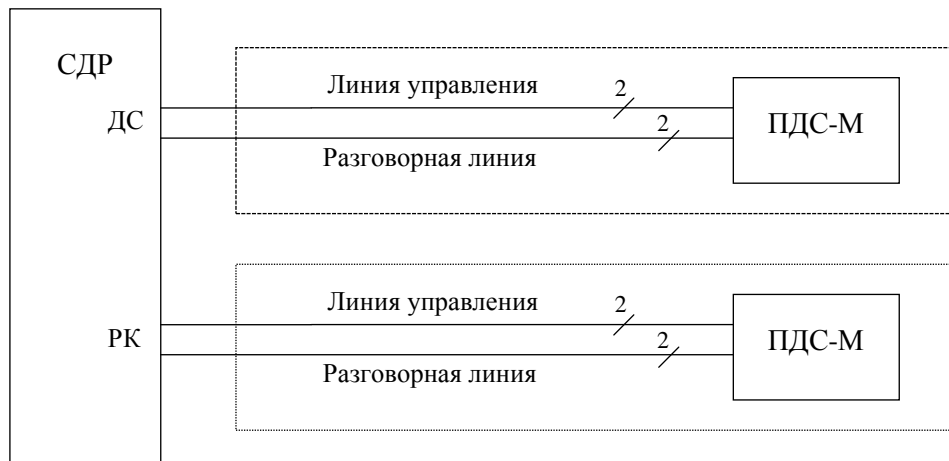 СДР
ДС
Линия управления
2
2
Разговорная линия
ПДС-М
РК
Линия управления
2
2
Разговорная линия
ПДС-М